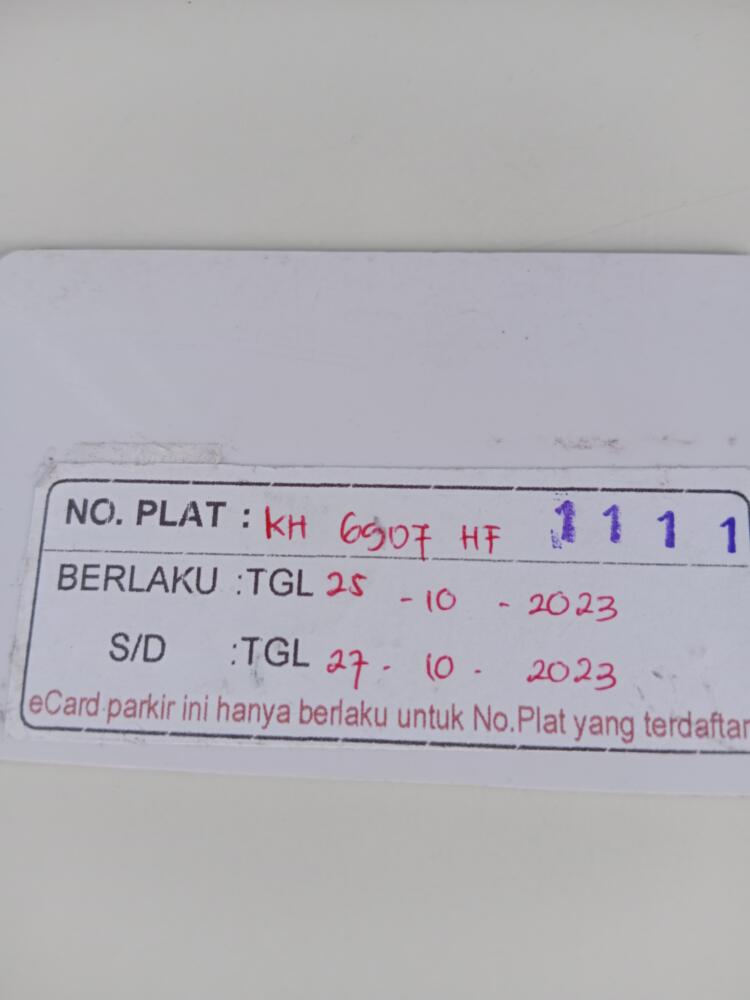 NO. PLAT : KH 6907 HF 1 1 1 1
BERLAKU :TGL 25 -10 - 2023
S/D :TGL 27- 10 - 2023
eCard parkir ini hanya berlaku untuk No.Plat yang terdaftar